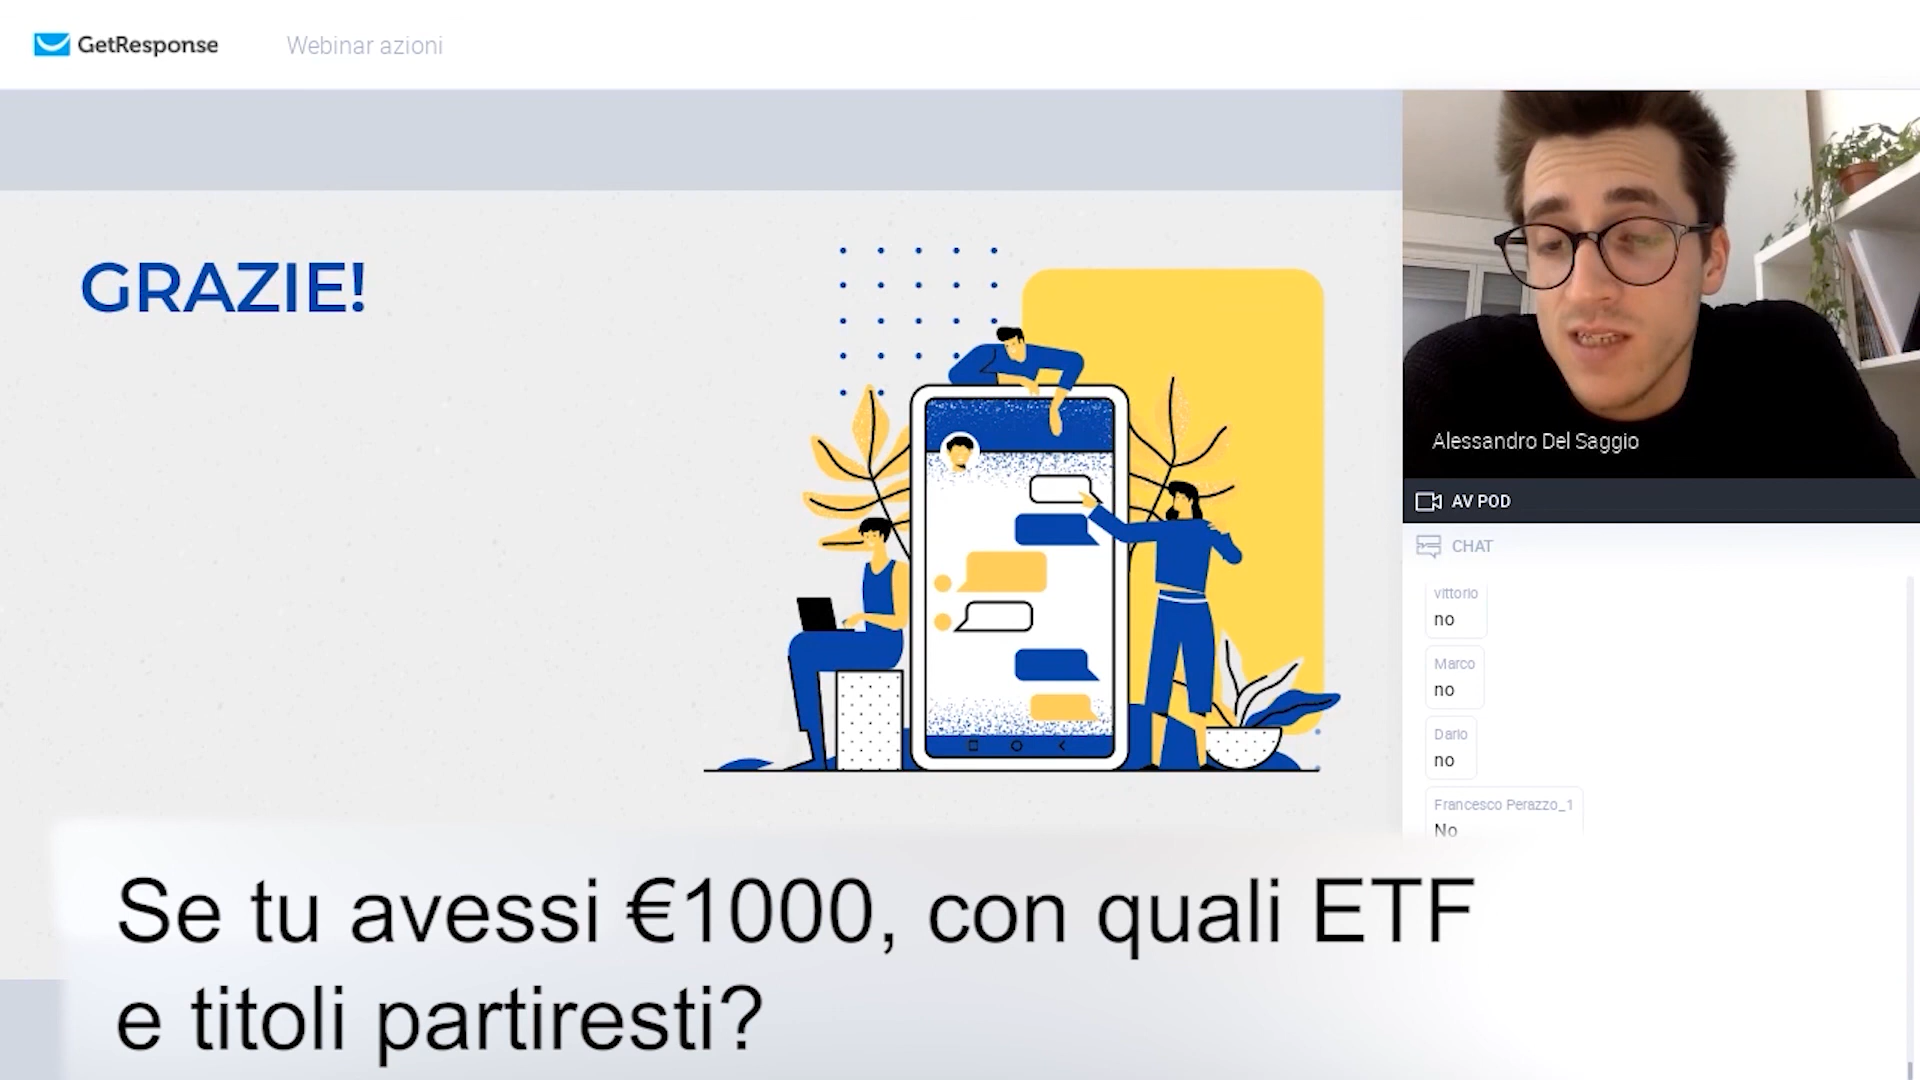 GetResponse
Webinar azioni
GRAZIE!
Alessandro Del Saggio
AV POD
CHAT
vittorio
no
Marco
no
Dario
no
Francesco Perazzo_1
No
Se tu avessi €1000, con quali ETF
e titoli partiresti?